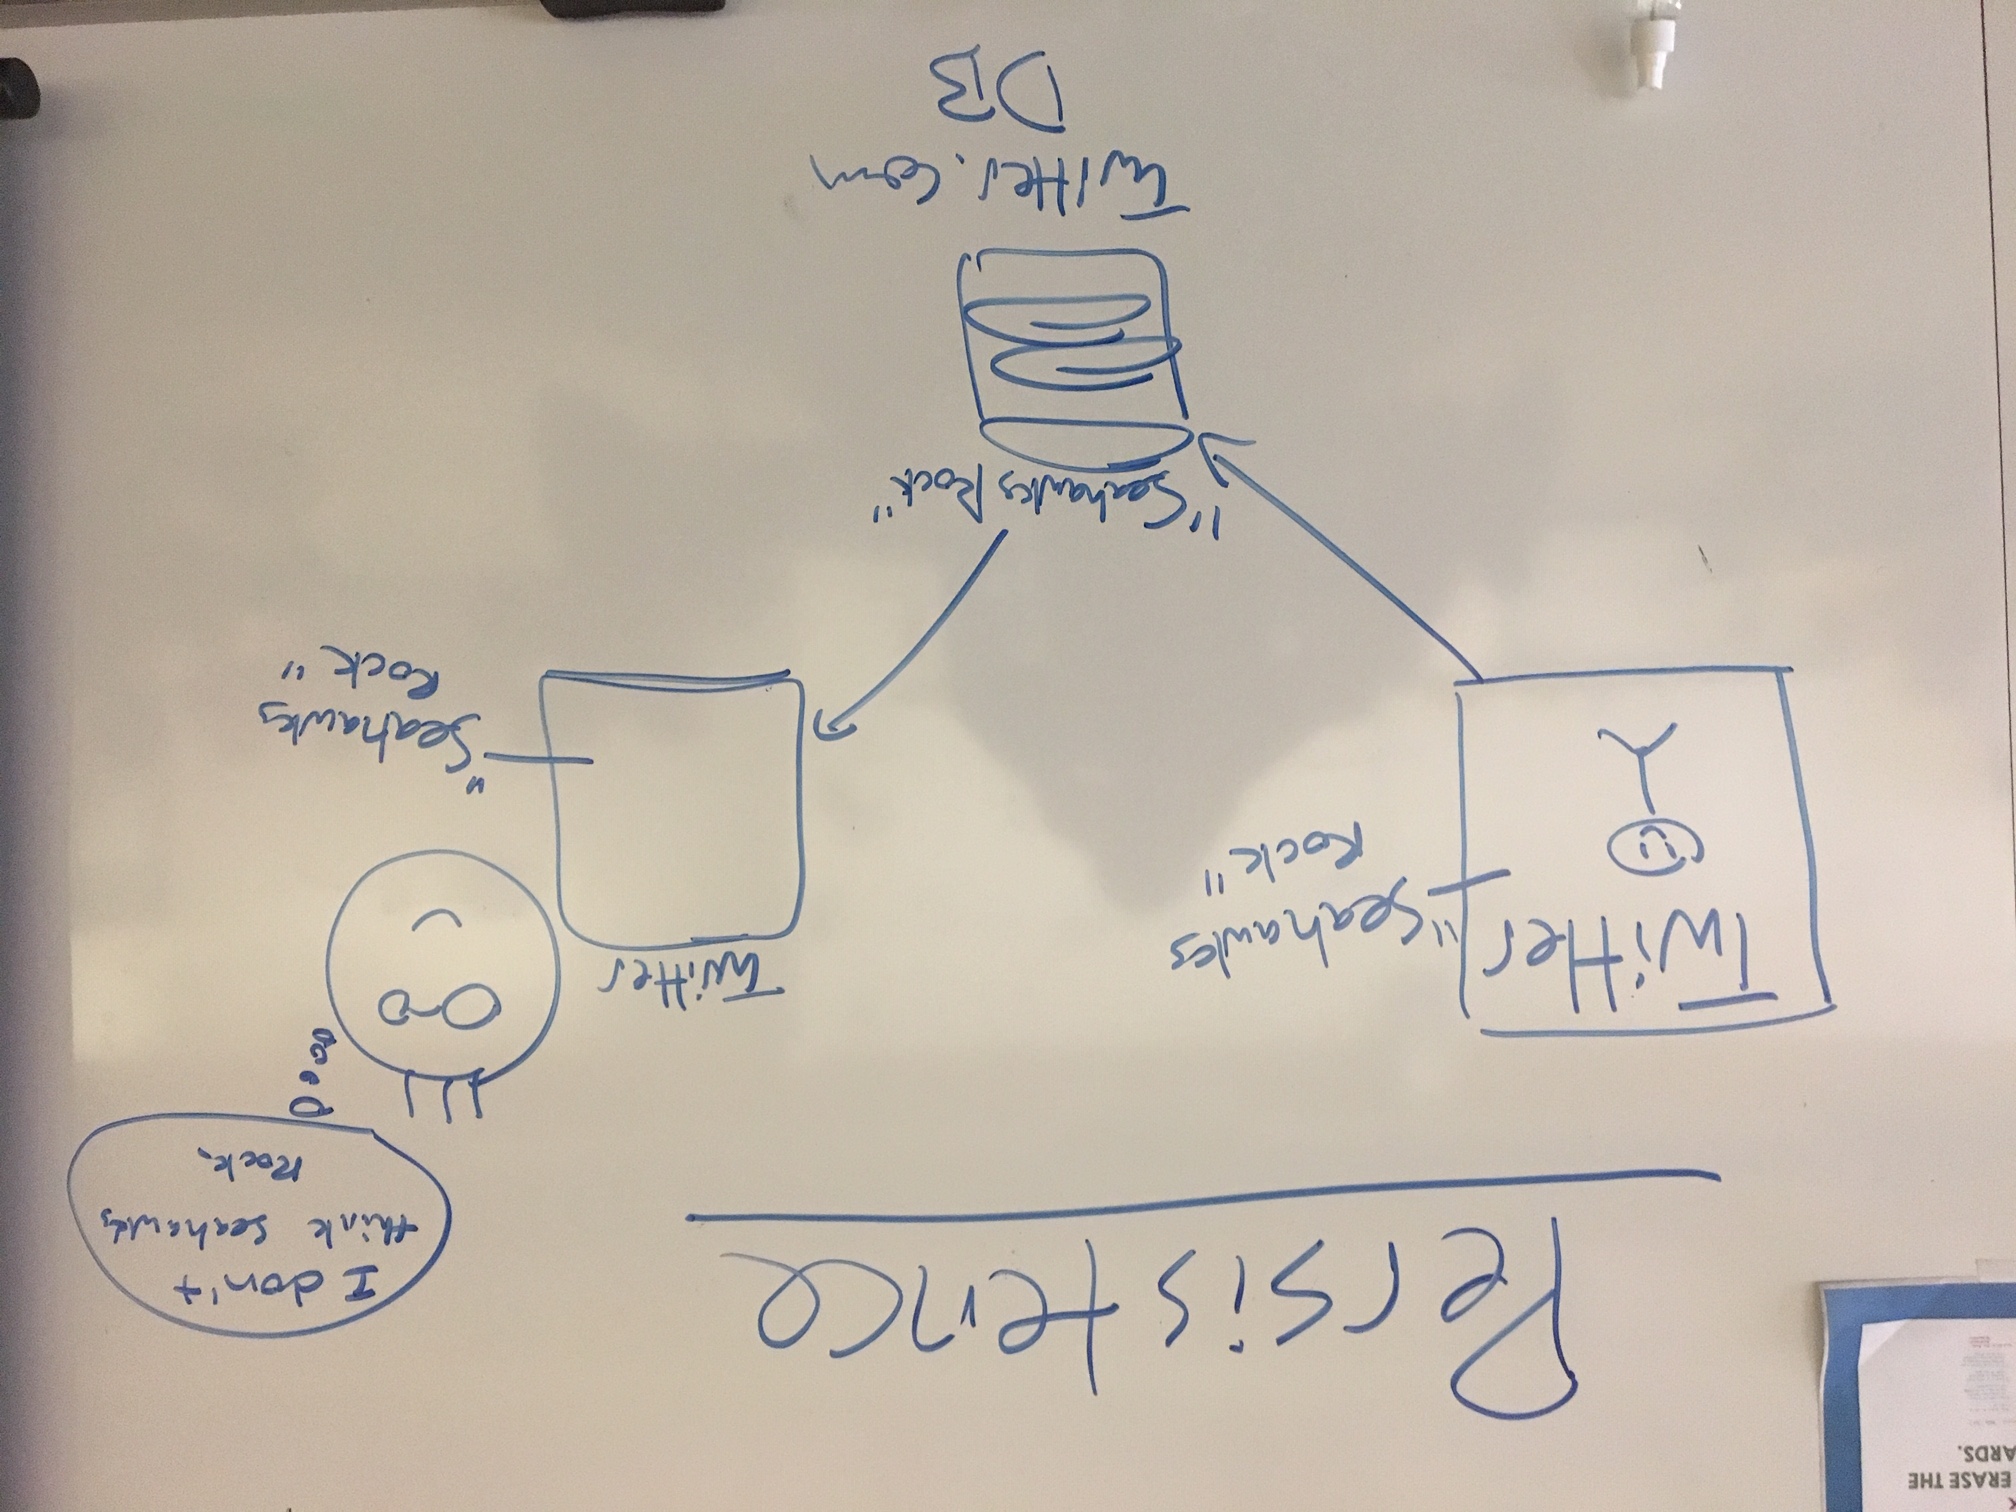 ERASE THE
ARDS.
Persistence
I don't
think Seahawks
Rock.
Twitter
"Seahawks
Rock"
Twitter
"Seahawks
Rock"
"Seahawks Rock"
Twitter.com
DB